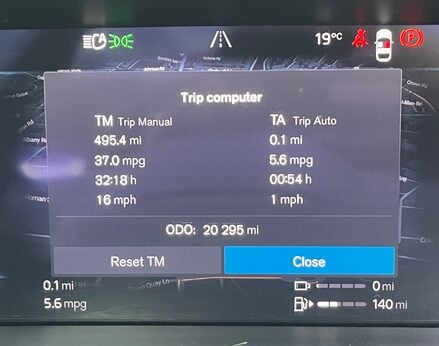 19°C
Trip computer
TM Trip Manual
TA Trip Auto
495.4 mi
0.1 mi
37.0 mpg
5.6 mpg
32:18 h
00:54 h
16 mph
1 mph
ODO: 20 295 mi
Reset TM
Close
0.1 mi
0 mi
5.6 mpg
140 mi